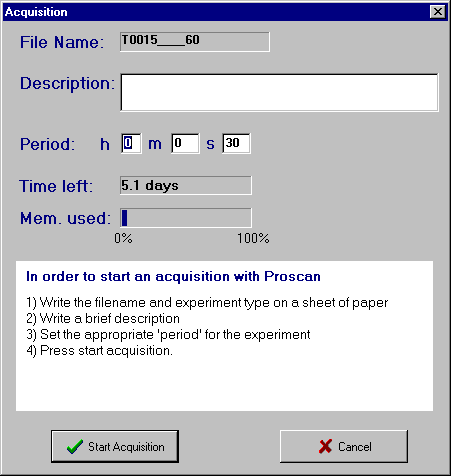 Acquisition
File Name: T0015____60
Description:
Period: h 0 m 0 s 30
Time left: 5.1 days
Mem. used:
0% 100%
In order to start an acquisition with Proscan
1) Write the filename and experiment type on a sheet of paper
2) Write a brief description
3) Set the appropriate 'period' for the experiment
4) Press start acquisition.
Start Acquisition Cancel